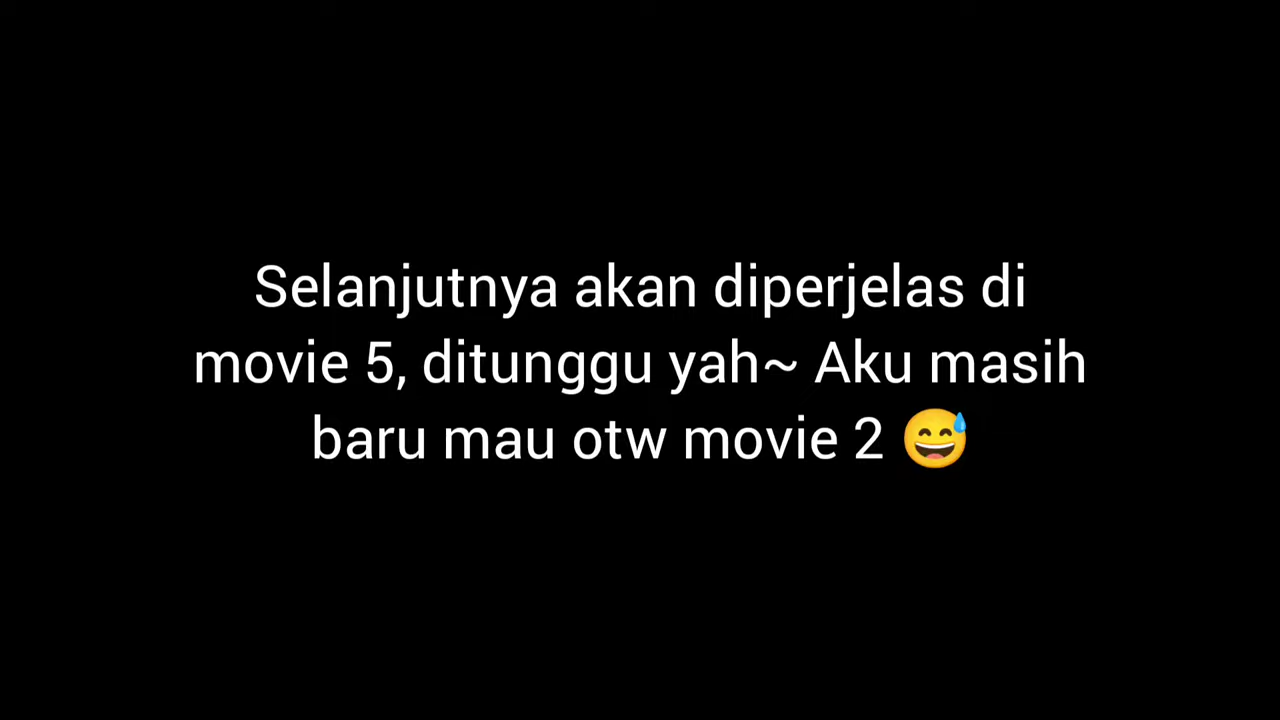 Selanjutnya akan diperjelas di
movie 5, ditunggu yah~ Aku masih
baru mau otw movie 2 😅